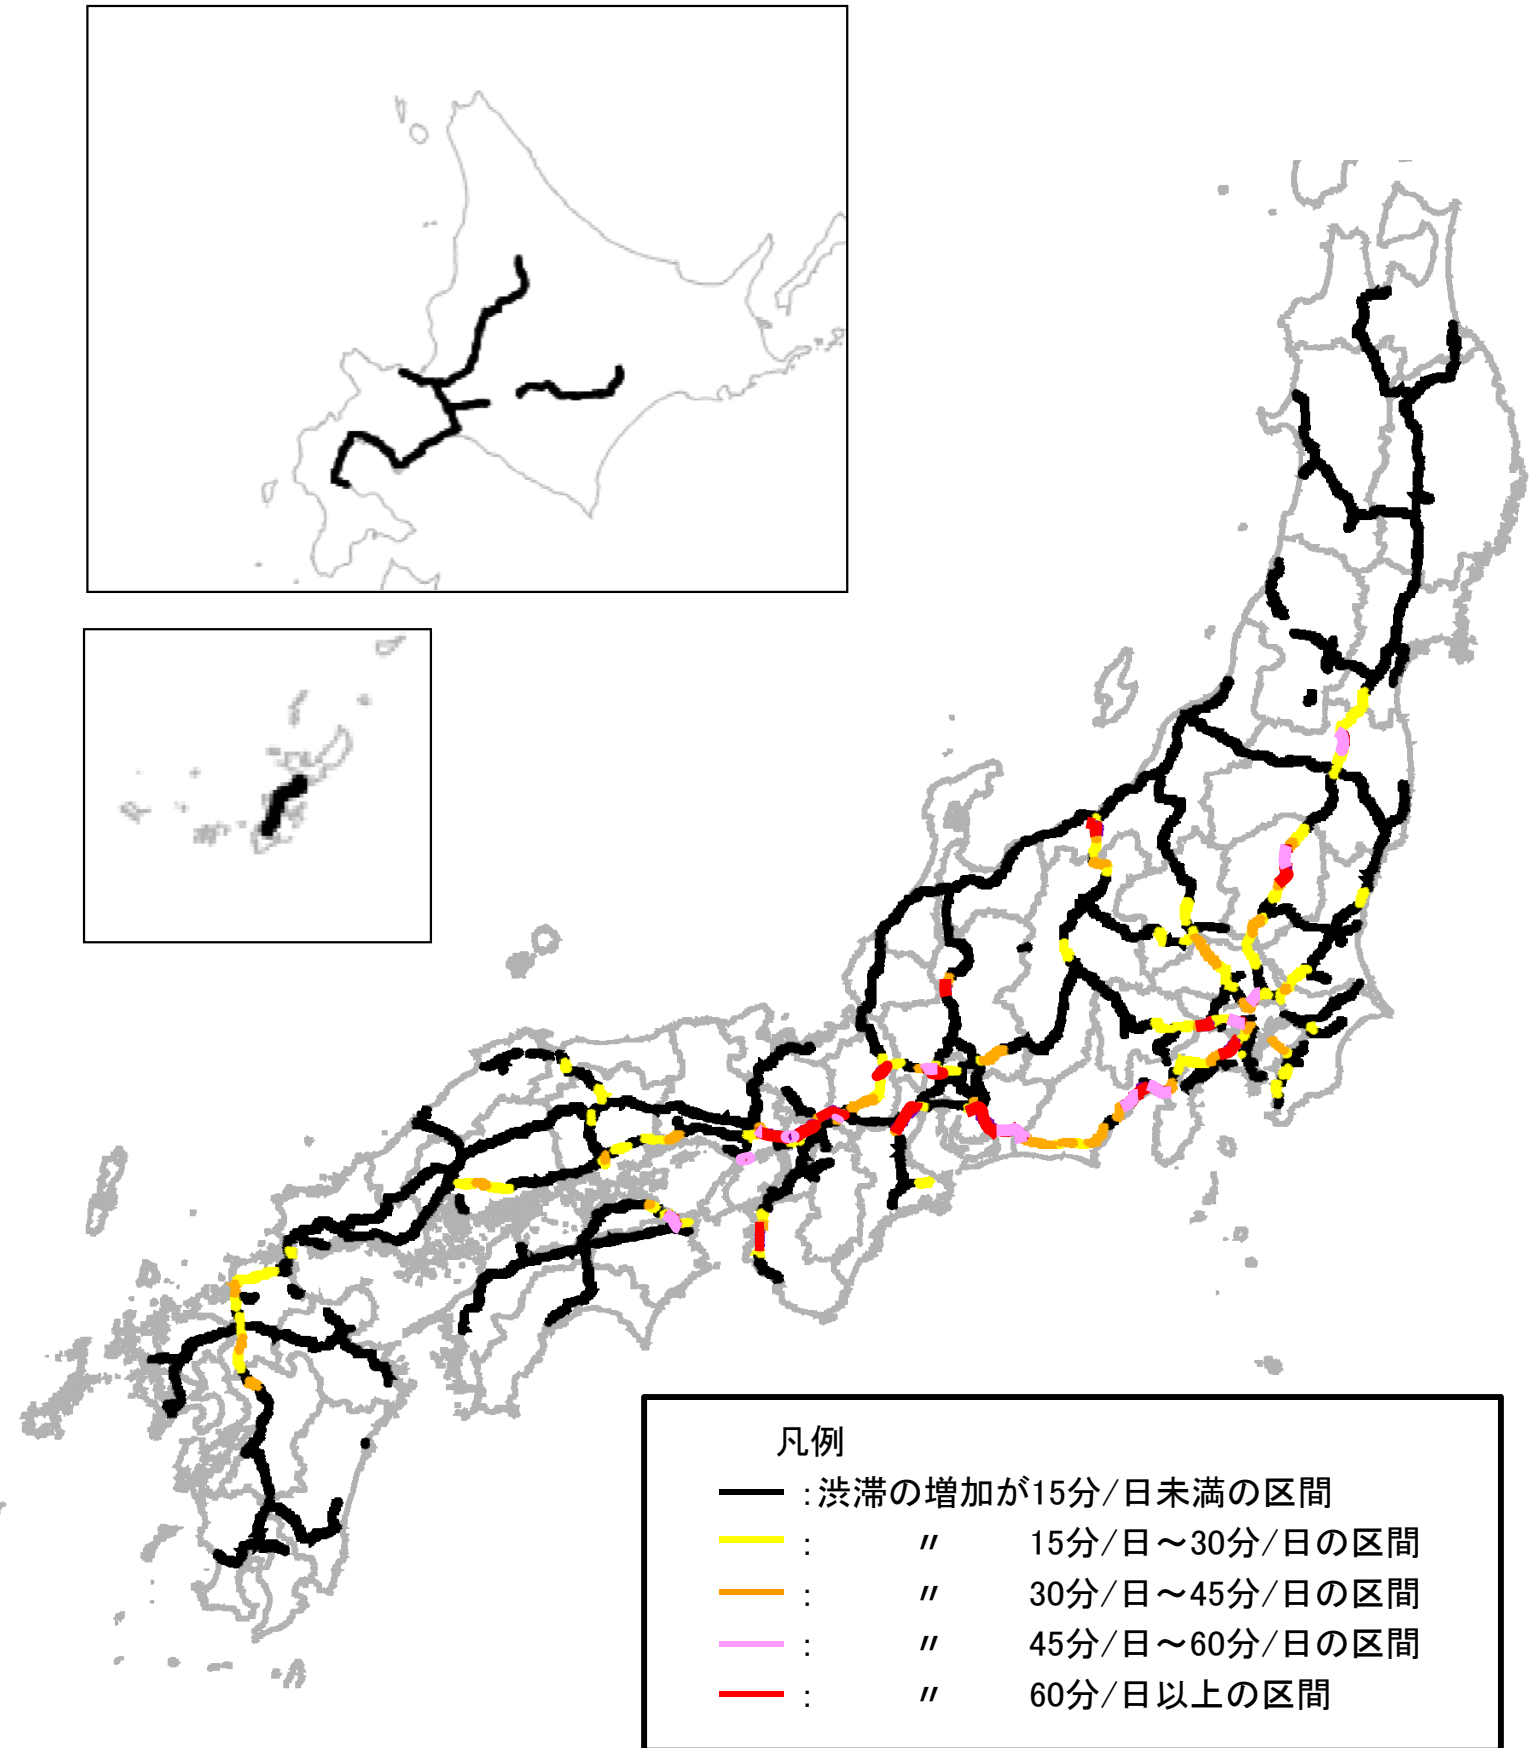 凡例
：渋滞の増加が15分/日未満の区間
： 〃 15分/日～30分/日の区間
： 〃 30分/日～45分/日の区間
： 〃 45分/日～60分/日の区間
： 〃 60分/日以上の区間